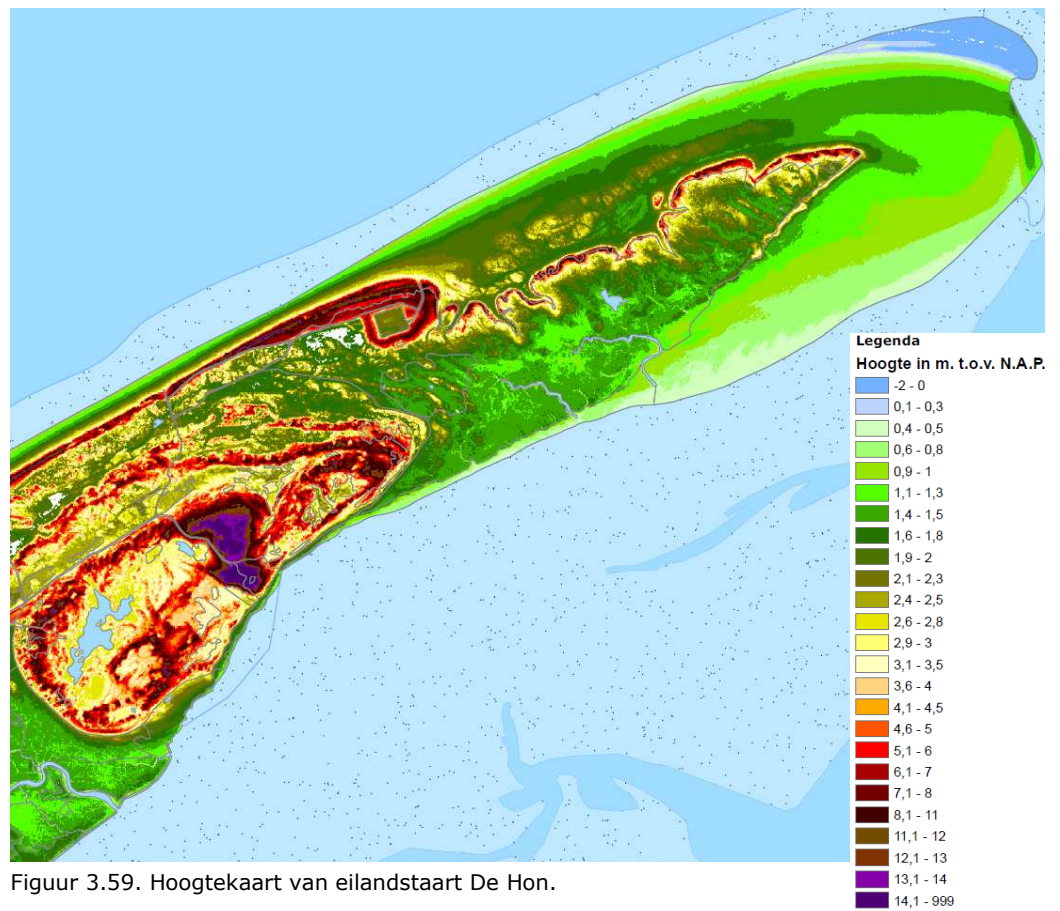 Legenda
Hoogte in m. t.o.v. N.A.P.
-2 - 0
0,1 - 0,3
0,4 - 0,5
0,6 - 0,8
0,9 - 1
1,1 - 1,3
1,4 - 1,5
1,6 - 1,8
1,9 - 2
2,1 - 2,3
2,4 - 2,5
2,6 - 2,8
2,9 - 3
3,1 - 3,5
3,6 - 4
4,1 - 4,5
4,6 - 5
5,1 - 6
6,1 - 7
7,1 - 8
8,1 - 11
11,1 - 12
12,1 - 13
13,1 - 14
14,1 - 999
Figuur 3.59. Hoogtekaart van eilandstaart De Hon.